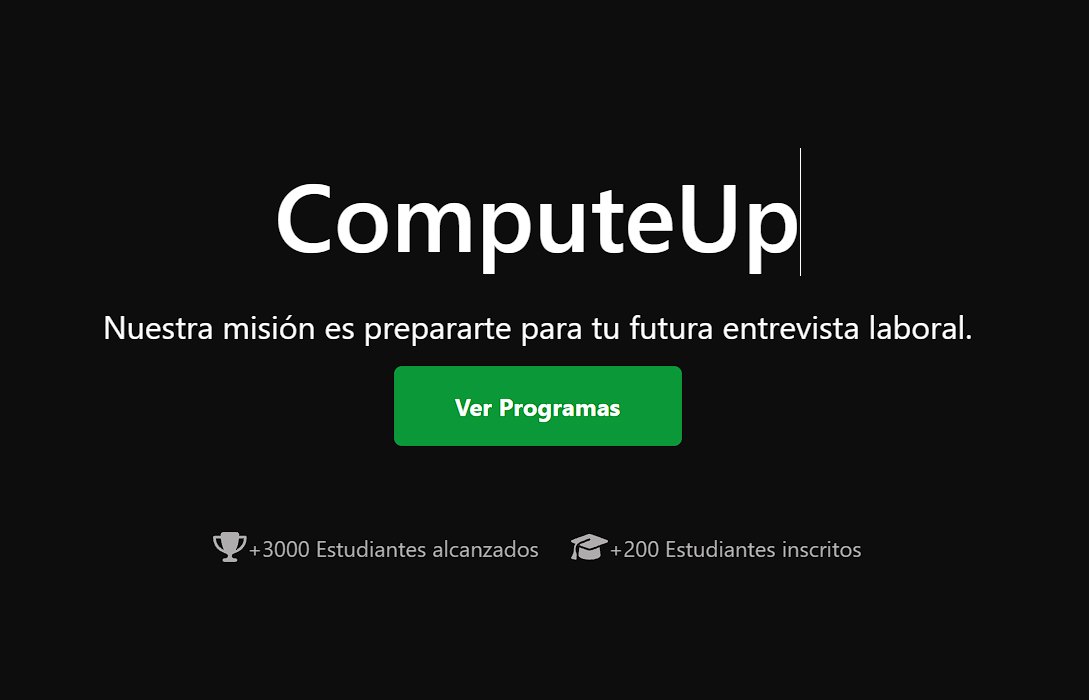 ComputeUp
Nuestra misión es prepararte para tu futura entrevista laboral.
Ver Programas
+3000 Estudiantes alcanzados +200 Estudiantes inscritos